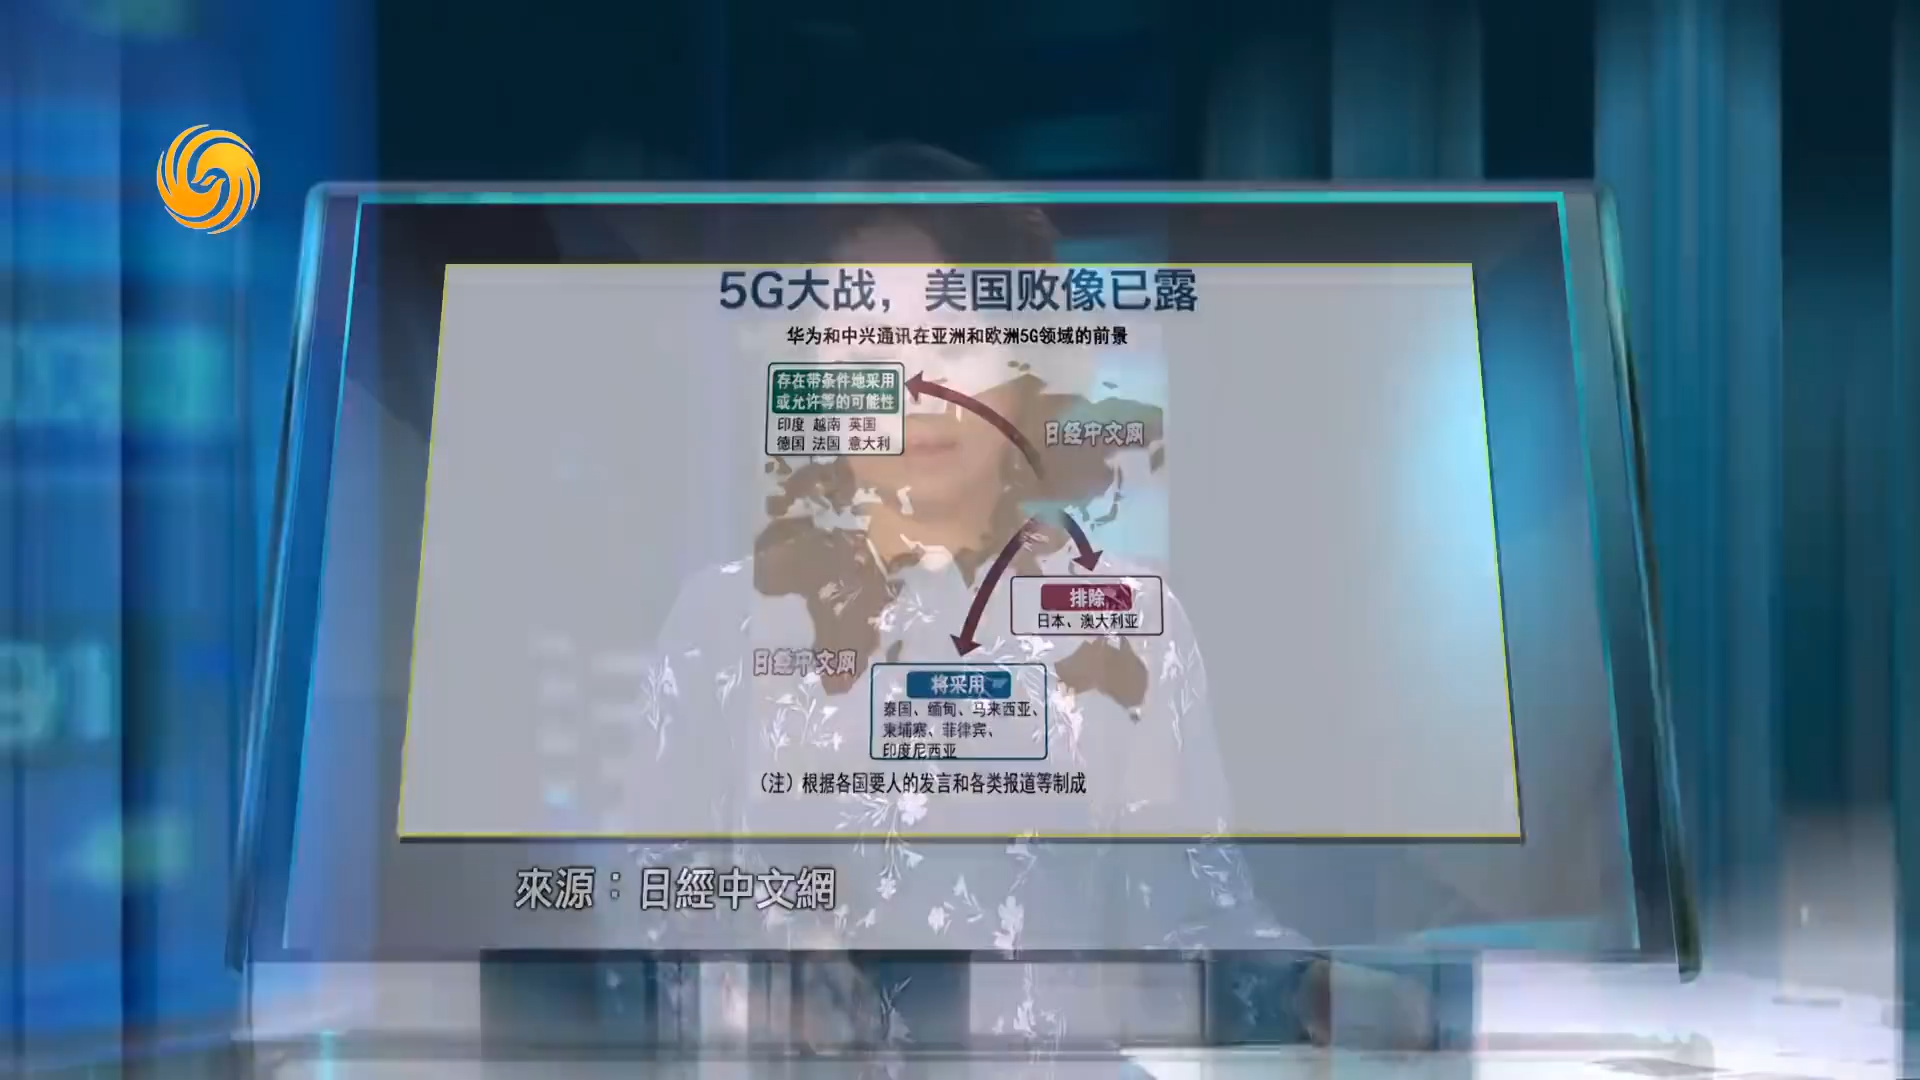 5G大战，美国败像已露
华为和中兴通讯在亚洲和欧洲5G领域的前景
存在带条件地采用
或允许等的可能性
印度 越南 英国
德国 法国 意大利
日经中文网
排除
日本、澳大利亚
日经中文网
将采用
泰国、缅甸、马来西亚、
柬埔寨、菲律宾、
印度尼西亚
（注）根据各国要人的发言和各类报道等制成
來源：日經中文網
91